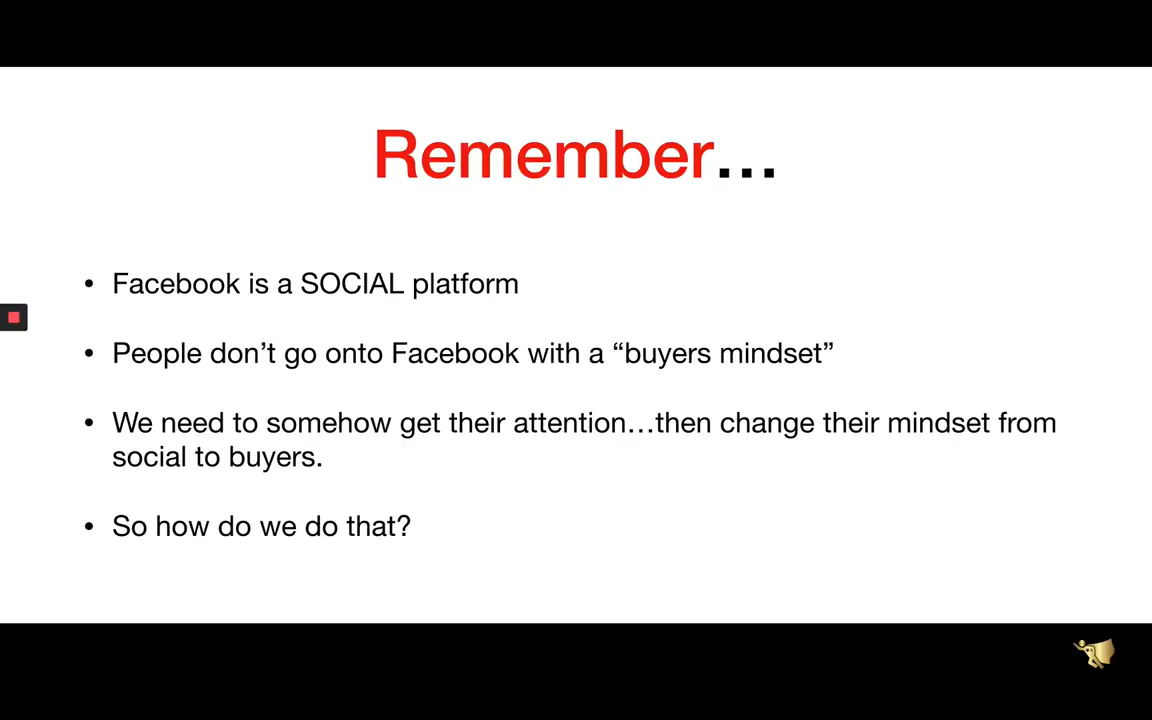 Remember…
• Facebook is a SOCIAL platform
• People don’t go onto Facebook with a “buyers mindset”
• We need to somehow get their attention…then change their mindset from
social to buyers.
• So how do we do that?